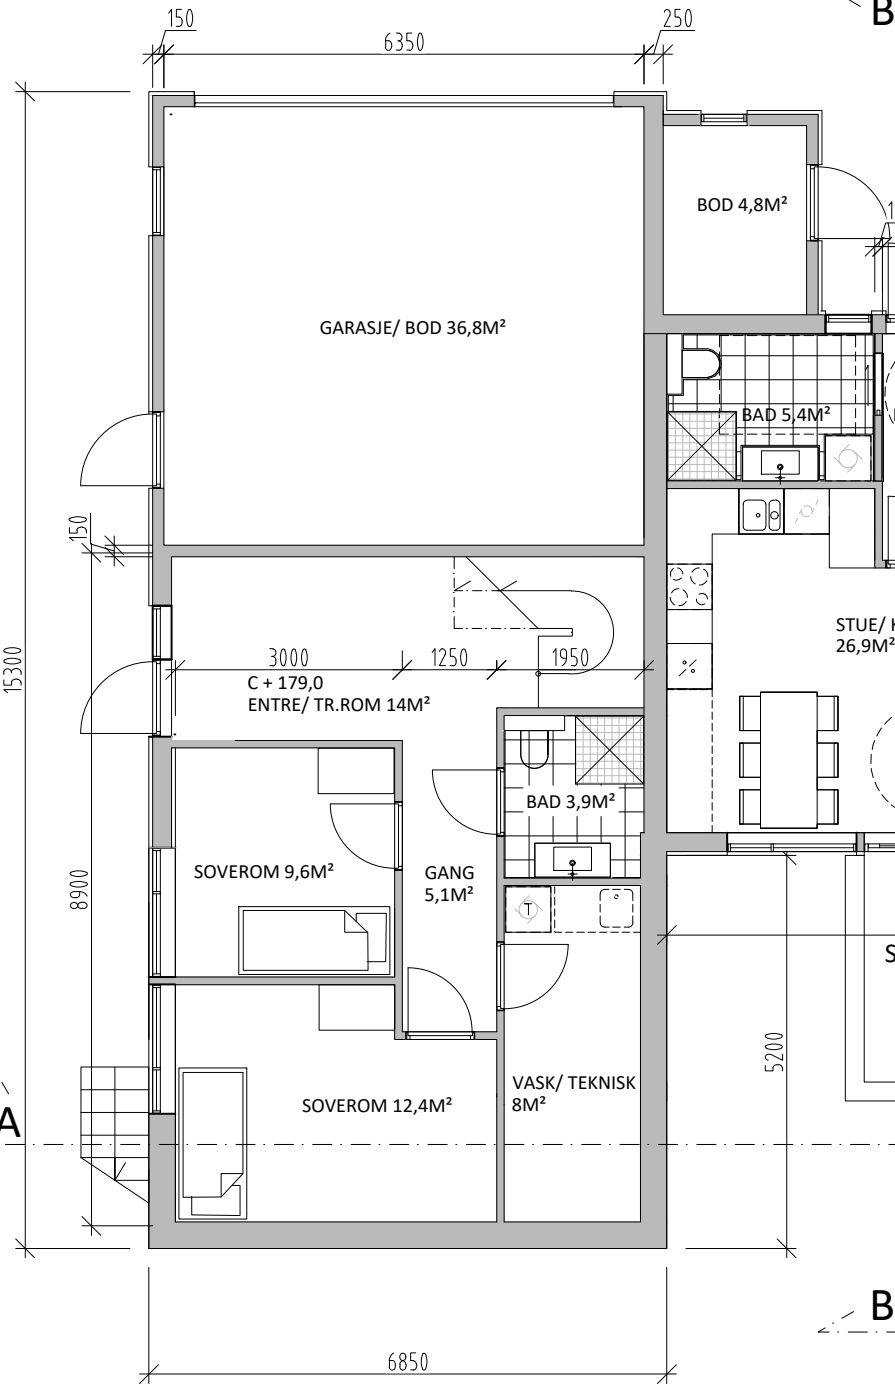 B
150
6350
250
BOD 4,8M²
1
GARASJE/ BOD 36,8M²
BAD 5,4M²
150
15300
3000
1250
1950
STUE/ K
26,9M²
C + 179,0
ENTRE/ TR.ROM 14M²
BAD 3,9M²
SOVEROM 9,6M²
GANG
5,1M²
8900
T
S
5200
VASK/ TEKNISK
8M²
SOVEROM 12,4M²
A
B
6850